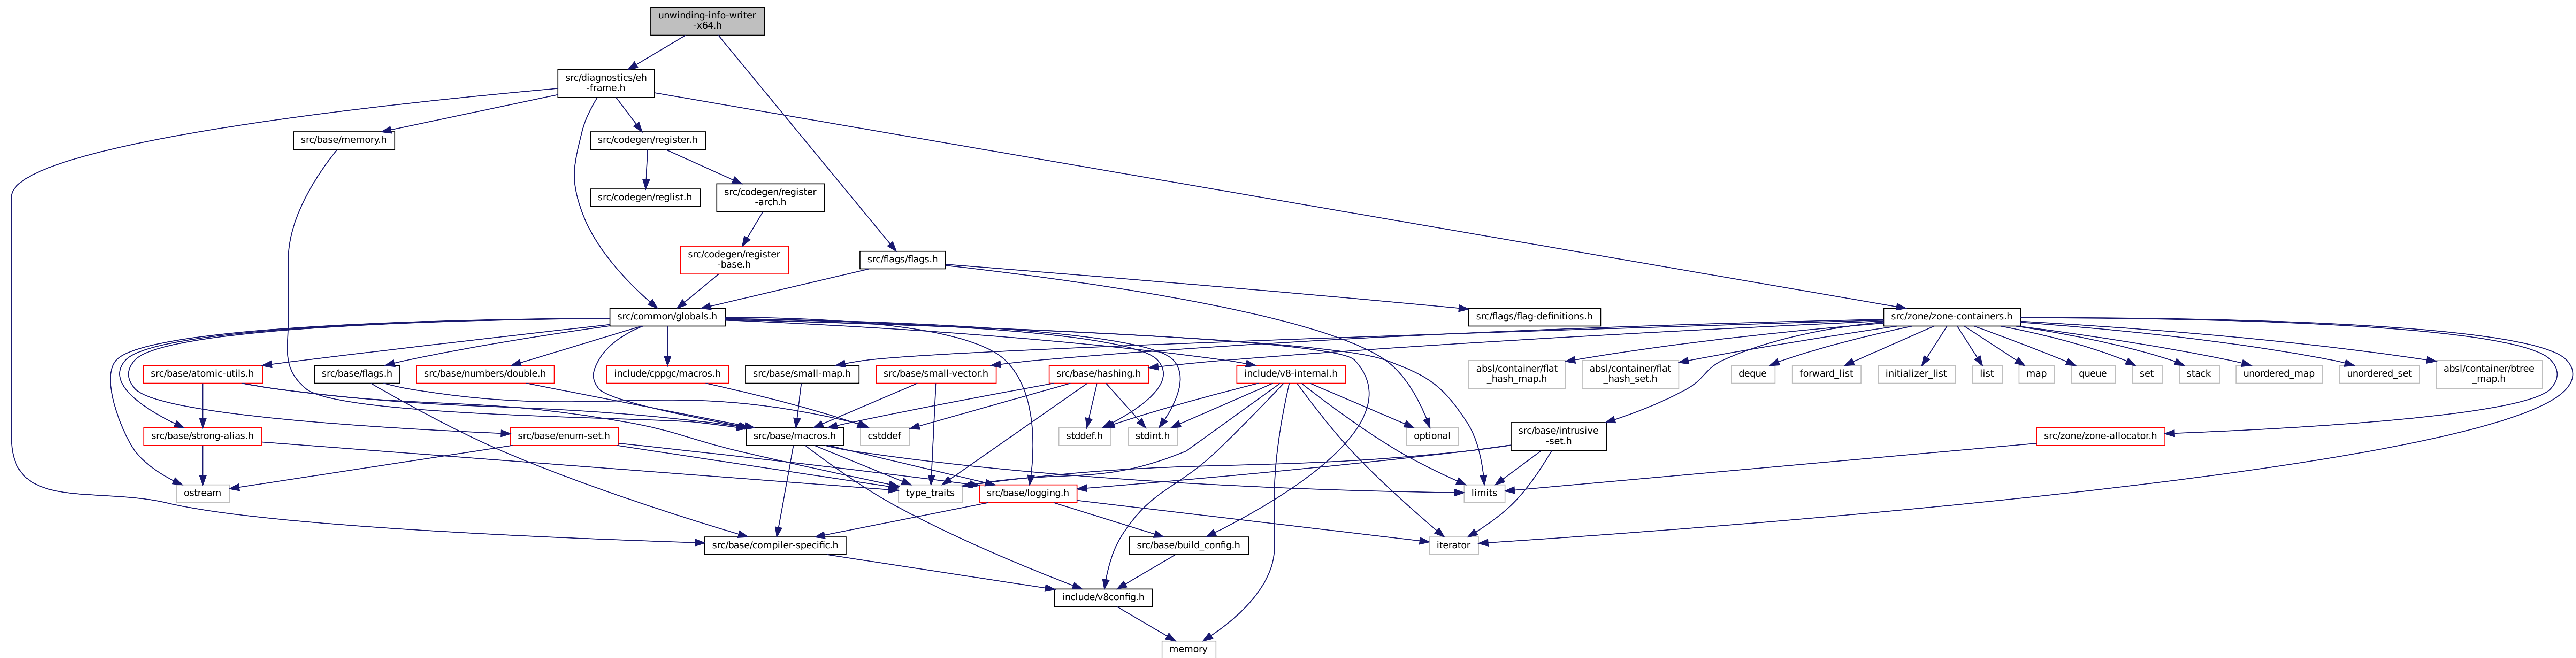 unwinding-info-writer
-x64.h
src/diagnostics/eh
-frame.h
src/base/memory.h
src/codegen/register.h
src/codegen/reglist.h
src/codegen/register
-arch.h
src/codegen/register
-base.h
src/flags/flags.h
src/common/globals.h
src/flags/flag-definitions.h
src/zone/zone-containers.h
src/base/atomic-utils.h
src/base/flags.h
src/base/numbers/double.h
include/cppgc/macros.h
src/base/small-map.h
src/base/small-vector.h
src/base/hashing.h
include/v8-internal.h
absl/container/flat
_hash_map.h
absl/container/flat
_hash_set.h
deque
forward_list
initializer_list
list
map
queue
set
stack
unordered_map
unordered_set
absl/container/btree
_map.h
src/base/strong-alias.h
src/base/enum-set.h
src/base/macros.h
cstddef
stddef.h
stdint.h
optional
src/base/intrusive
-set.h
src/zone/zone-allocator.h
ostream
type_traits
src/base/logging.h
limits
src/base/compiler-specific.h
src/base/build_config.h
iterator
include/v8config.h
memory